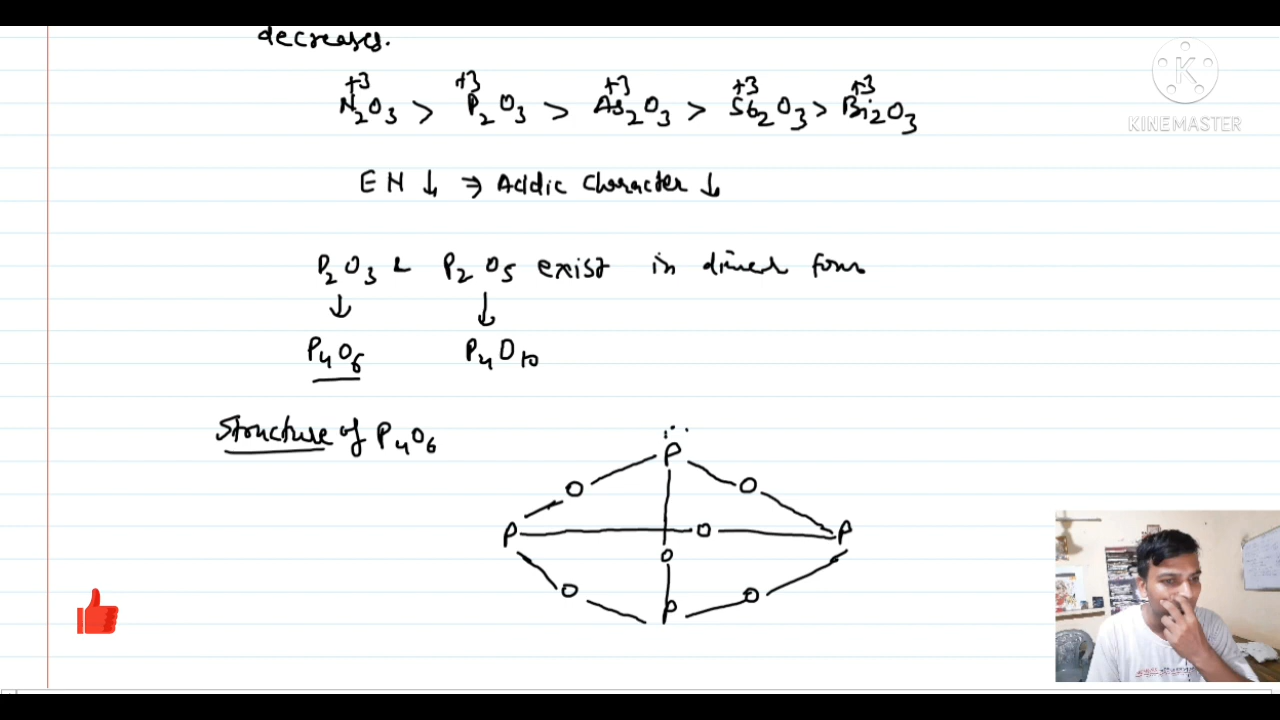 decreases.
+3 +3 +3 +3 +3
N₂O₃ > P₂O₃ > As₂O₃ > Sb₂O₃ > Bi₂O₃
K
KINEMASTER
EN ↓ ⇒ Acidic Character ↓
P₂O₃ & P₂O₅ exist in dimer form
↓ ↓
P₄O₆ P₄O₁₀
Structure of P₄O₆
P
O O
P O P
O
O O
P